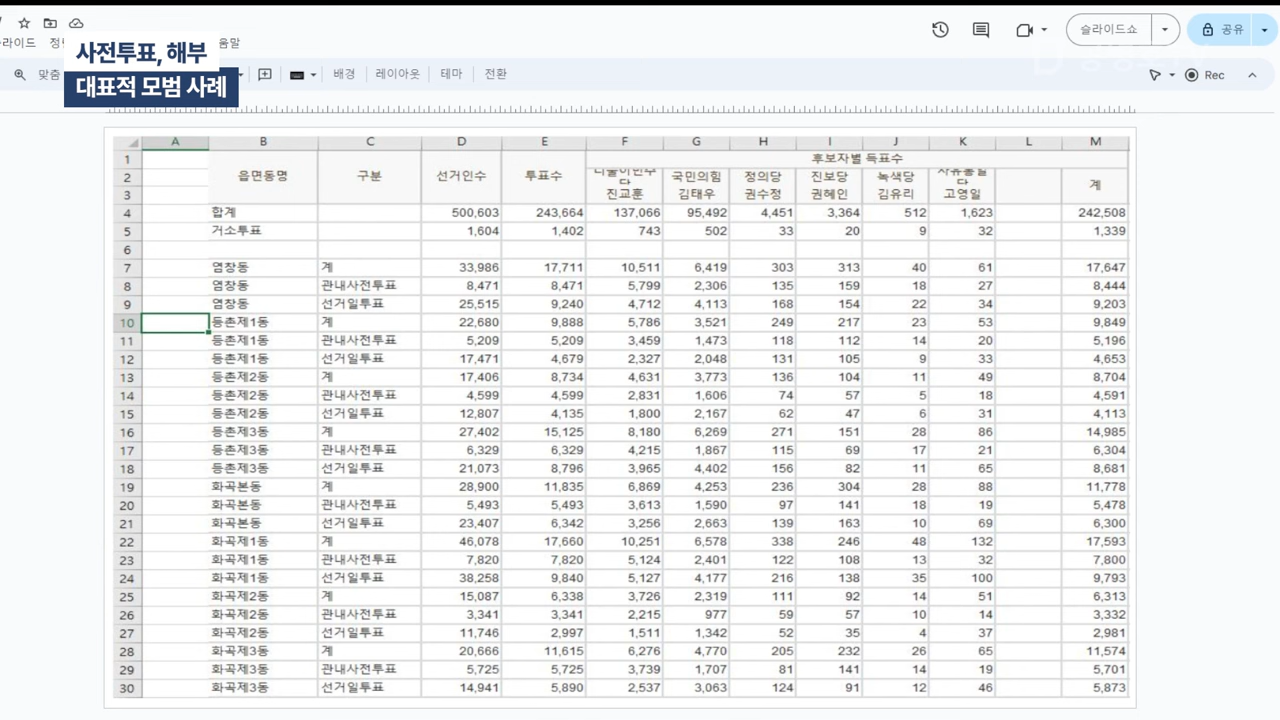 라이드
움말
사전투표, 해부
대표적 모범 사례
슬라이드쇼
공유
맞춤
배경 레이아웃 테마 전환
Rec
A B C D E F G H I J K L M
1 후보자별 득표수
2 읍면동명 구분 선거인수 투표수 국민의힘 정의당 진보당 녹색당 계
3 진교훈 김태우 권수정 권혜인 김유리 고영일
4 합계 500,603 243,664 137,066 95,492 4,451 3,364 512 1,623 242,508
5 거소투표 1,604 1,402 743 502 33 20 9 32 1,339
6
7 염창동 계 33,986 17,711 10,511 6,419 303 313 40 61 17,647
8 염창동 관내사전투표 8,471 8,471 5,799 2,306 135 159 18 27 8,444
9 염창동 선거일투표 25,515 9,240 4,712 4,113 168 154 22 34 9,203
10 등촌제1동 계 22,680 9,888 5,786 3,521 249 217 23 53 9,849
11 등촌제1동 관내사전투표 5,209 5,209 3,459 1,473 118 112 14 20 5,196
12 등촌제1동 선거일투표 17,471 4,679 2,327 2,048 131 105 9 33 4,653
13 등촌제2동 계 17,406 8,734 4,631 3,773 136 104 11 49 8,704
14 등촌제2동 관내사전투표 4,599 4,599 2,831 1,606 74 57 5 18 4,591
15 등촌제2동 선거일투표 12,807 4,135 1,800 2,167 62 47 6 31 4,113
16 등촌제3동 계 27,402 15,125 8,180 6,269 271 151 28 86 14,985
17 등촌제3동 관내사전투표 6,329 6,329 4,215 1,867 115 69 17 21 6,304
18 등촌제3동 선거일투표 21,073 8,796 3,965 4,402 156 82 11 65 8,681
19 화곡본동 계 28,900 11,835 6,869 4,253 236 304 28 88 11,778
20 화곡본동 관내사전투표 5,493 5,493 3,613 1,590 97 141 18 19 5,478
21 화곡본동 선거일투표 23,407 6,342 3,256 2,663 139 163 10 69 6,300
22 화곡제1동 계 46,078 17,660 10,251 6,578 338 246 48 132 17,593
23 화곡제1동 관내사전투표 7,820 7,820 5,124 2,401 122 108 13 32 7,800
24 화곡제1동 선거일투표 38,258 9,840 5,127 4,177 216 138 35 100 9,793
25 화곡제2동 계 15,087 6,338 3,726 2,319 111 92 14 51 6,313
26 화곡제2동 관내사전투표 3,341 3,341 2,215 977 59 57 10 14 3,332
27 화곡제2동 선거일투표 11,746 2,997 1,511 1,342 52 35 4 37 2,981
28 화곡제3동 계 20,666 11,615 6,276 4,770 205 232 26 65 11,574
29 화곡제3동 관내사전투표 5,725 5,725 3,739 1,707 81 141 14 19 5,701
30 화곡제3동 선거일투표 14,941 5,890 2,537 3,063 124 91 12 46 5,873